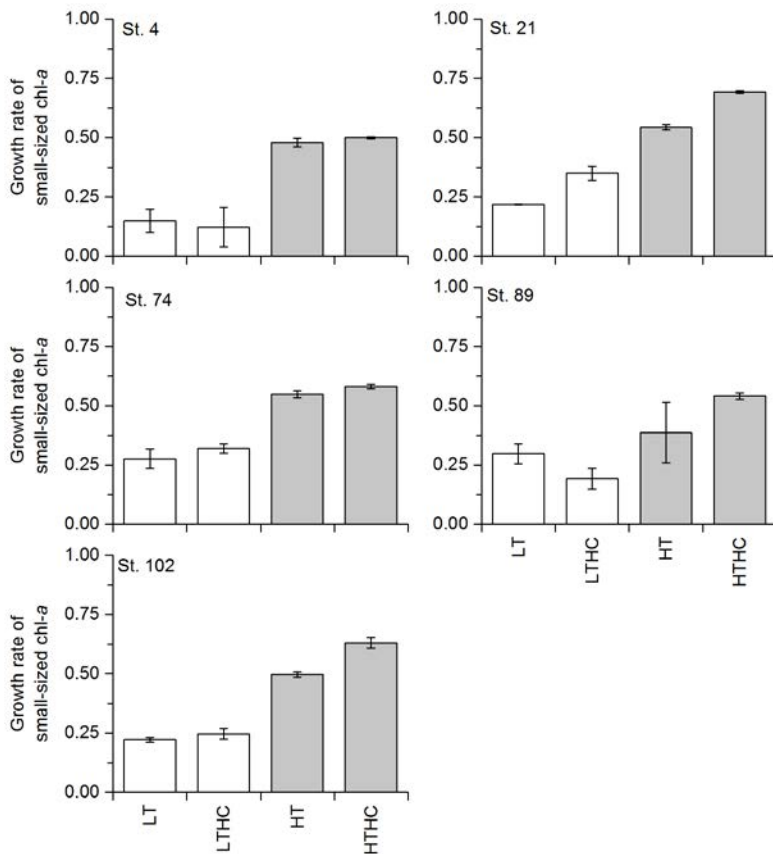 St. 4
1.00
0.75
0.50
0.25
0.00
Growth rate of
small-sized chl-a
St. 21
1.00
0.75
0.50
0.25
0.00
St. 74
1.00
0.75
0.50
0.25
0.00
Growth rate of
small-sized chl-a
St. 89
1.00
0.75
0.50
0.25
0.00
LT
LTHC
HT
HTHC
St. 102
1.00
0.75
0.50
0.25
0.00
Growth rate of
small-sized chl-a
LT
LTHC
HT
HTHC